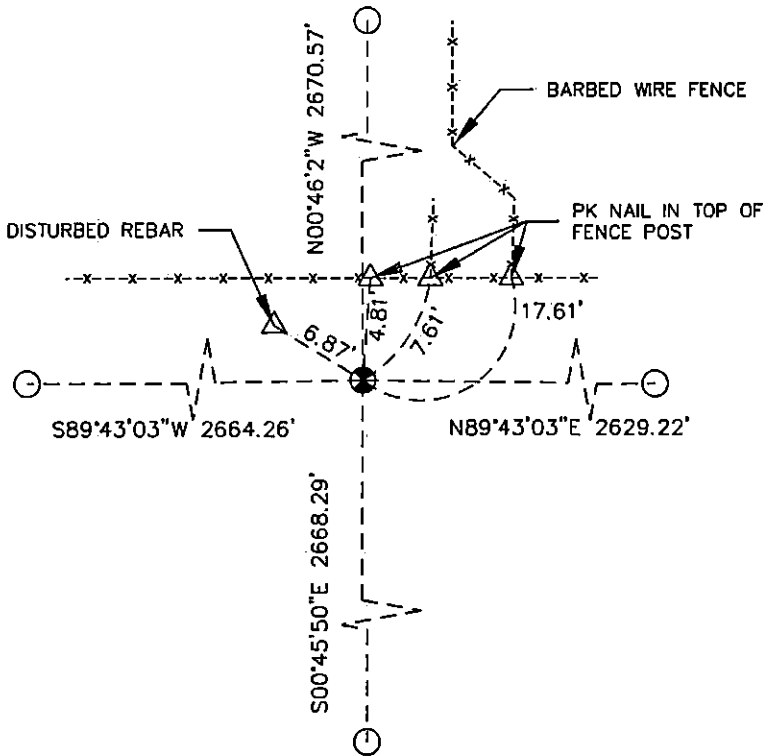 N00°46'2"W 2670.57'
BARBED WIRE FENCE
DISTURBED REBAR
PK NAIL IN TOP OF
FENCE POST
6.87'
4.81'
7.61'
17.61'
S89°43'03"W 2664.26'
N89°43'03"E 2629.22'
S00°45'50"E 2668.29'